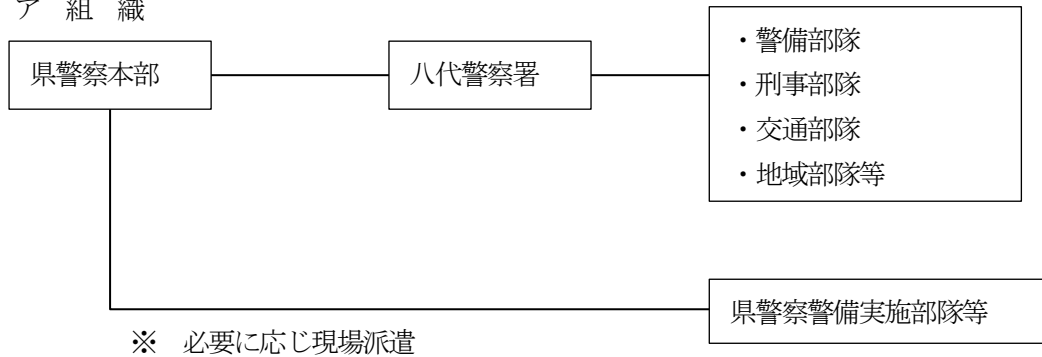 ア 組 織
県警察本部
八代警察署
・警備部隊
・刑事部隊
・交通部隊
・地域部隊等
県警察警備実施部隊等
※ 必要に応じ現場派遣